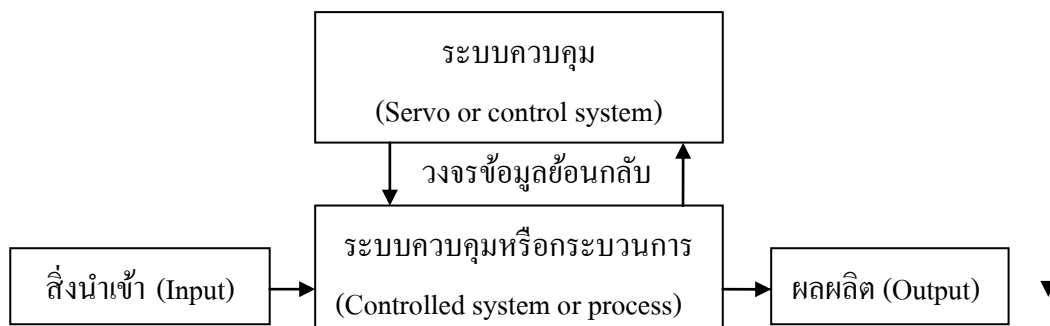 ระบบควบคุม
(Servo or control system)
วงจรข้อมูลย้อนกลับ
ระบบควบคุมหรือกระบวนการ
(Controlled system or process)
สิ่งนำเข้า (Input)
ผลผลิต (Output)